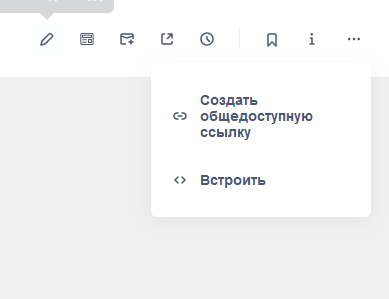 Создать
общедоступную
ссылку
Встроить